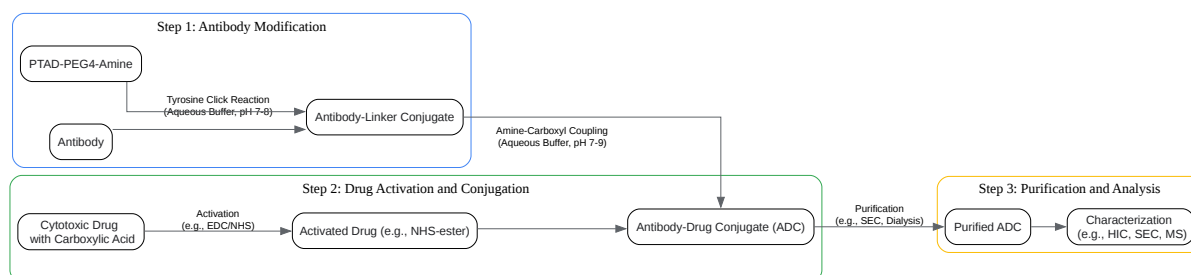 Step 1: Antibody Modification
PTAD-PEG4-Amine
Tyrosine Click Reaction
(Aqueous Buffer, pH 7-8)
Antibody-Linker Conjugate
Antibody
Amine-Carboxyl Coupling
(Aqueous Buffer, pH 7-9)
Step 2: Drug Activation and Conjugation
Cytotoxic Drug
with Carboxylic Acid
Activation
(e.g., EDC/NHS)
Activated Drug (e.g., NHS-ester)
Antibody-Drug Conjugate (ADC)
Purification
(e.g., SEC, Dialysis)
Step 3: Purification and Analysis
Purified ADC
Characterization
(e.g., HIC, SEC, MS)